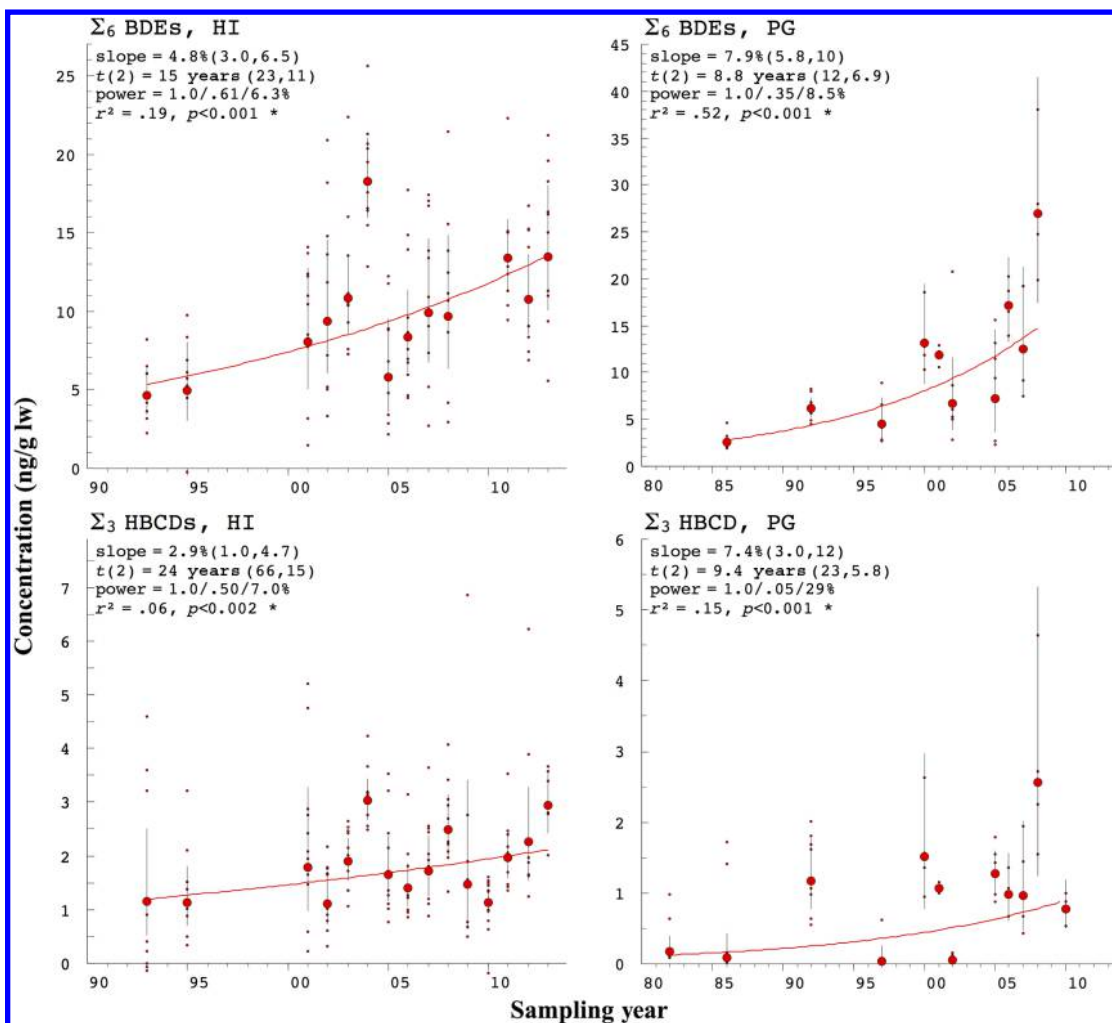 Σ6 BDEs, HI
slope = 4.8%(3.0,6.5)
t(2) = 15 years (23,11)
power = 1.0/.61/6.3%
r² = .19, p<0.001 *
25
20
15
10
5
0
90 95 00 05 10
Σ6 BDEs, PG
slope = 7.9%(5.8,10)
t(2) = 8.8 years (12,6.9)
power = 1.0/.35/8.5%
r² = .52, p<0.001 *
45
40
35
30
25
20
15
10
5
0
80 85 90 95 00 05 10
Σ3 HBCDs, HI
slope = 2.9%(1.0,4.7)
t(2) = 24 years (66,15)
power = 1.0/.50/7.0%
r² = .06, p<0.002 *
7
6
5
4
3
2
1
0
90 95 00 05 10
Σ3 HBCD, PG
slope = 7.4%(3.0,12)
t(2) = 9.4 years (23,5.8)
power = 1.0/.05/29%
r² = .15, p<0.001 *
6
5
4
3
2
1
0
80 85 90 95 00 05 10
Concentration (ng/g lw)
Sampling year